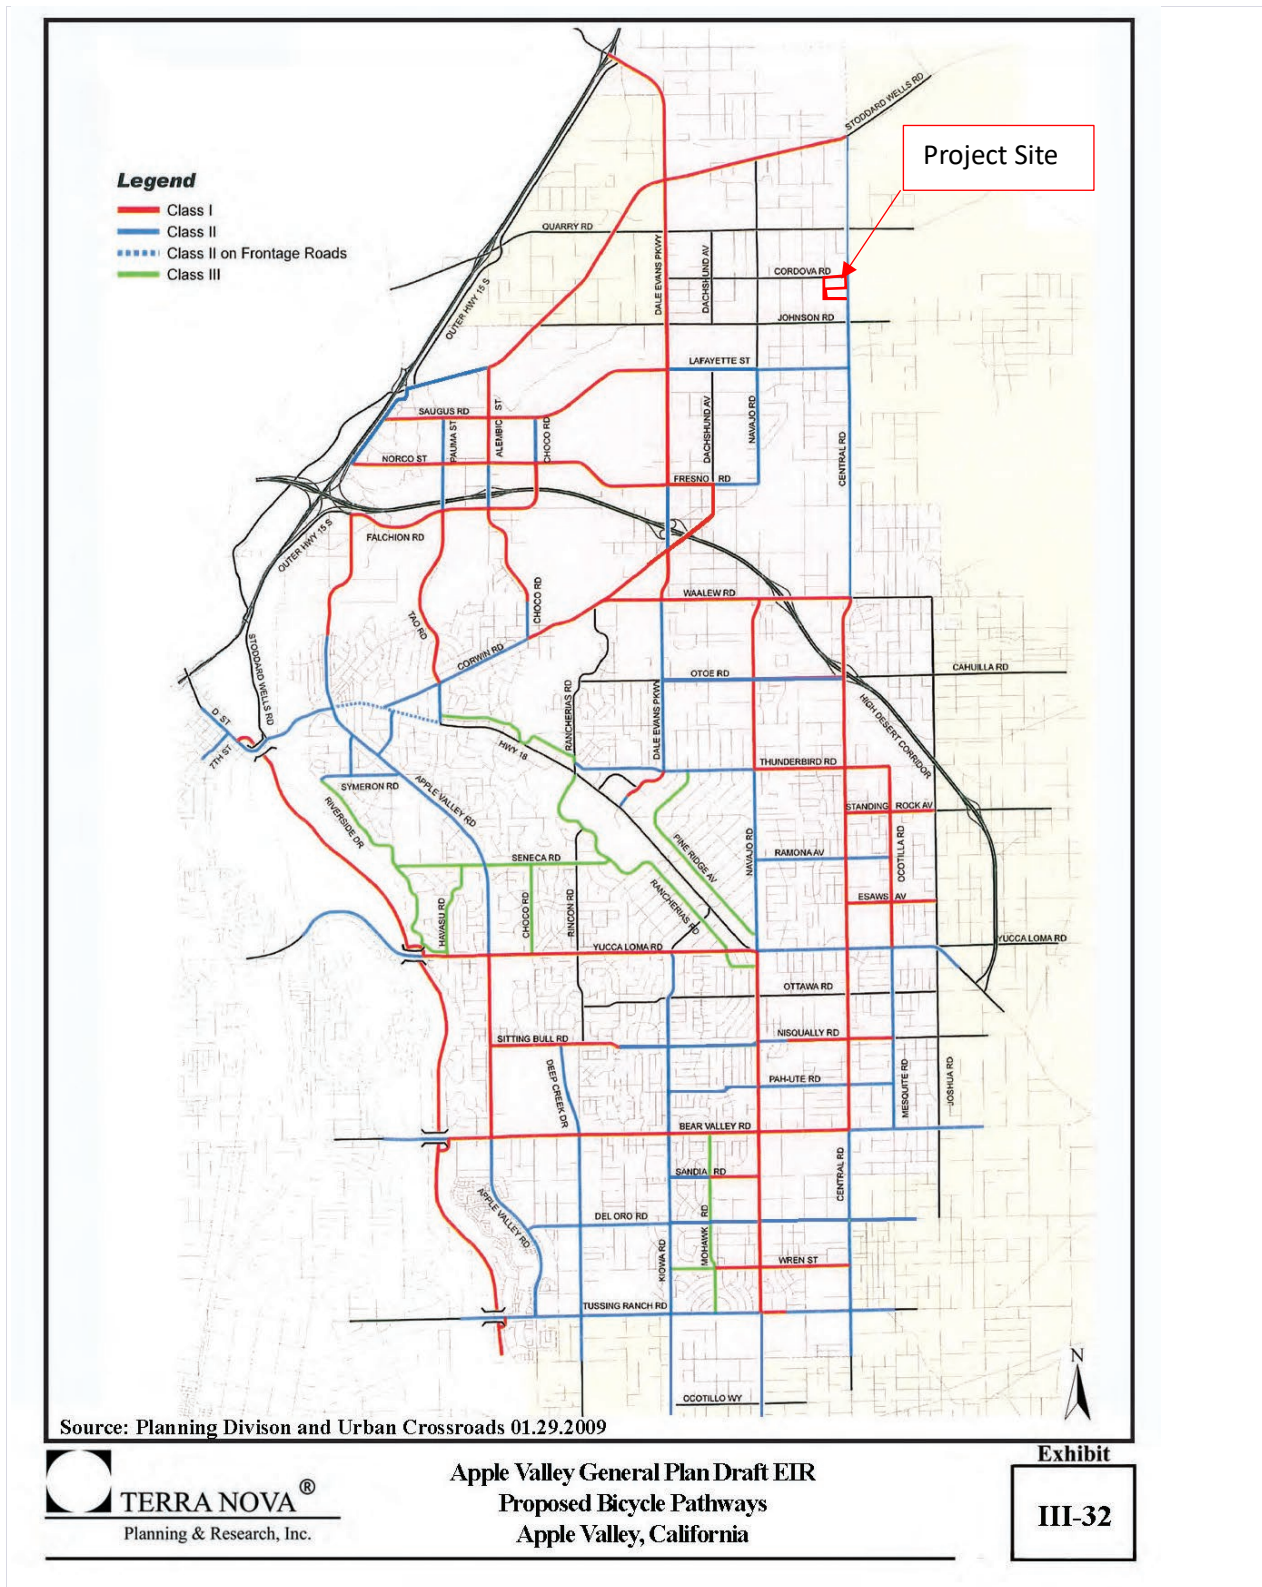 STODDARD WELLS RD
Project Site
Legend
Class I
Class II
Class II on Frontage Roads
Class III
QUARRY RD
DALE EVANS PKWY
DACHSHUND AV
CORDOVA RD
OUTER HWY 15 S
JOHNSON RD
LAFAYETTE ST
SAUGUS RD
PAUMA ST
ALEMBIC ST
CHOCO RD
DACHSHUND AV
NAVAJO RD
CENTRAL RD
NORCO ST
FRESNO RD
OUTER HWY 15 S
FALCHION RD
WAALEW RD
CHOCO RD
TAO RD
STODDARD WELLS RD
CORWIN RD
OTOE RD
CAHUILLA RD
RANCHERIAS RD
DALE EVANS PKWY
D ST
7TH ST
HWY 18
HIGH DESERT CORRIDOR
THUNDERBIRD RD
SYMERON RD
APPLE VALLEY RD
RIVERSIDE DR
STANDING ROCK AV
PINE RIDGE AV
NAVAJO RD
RAMONA AV
OCOTILLA RD
SENECA RD
HAVASU RD
CHOCO RD
RINCON RD
RANCHERIAS RD
ESAWS AV
YUCCA LOMA RD
YUCCA LOMA RD
OTTAWA RD
SITTING BULL RD
NISQUALLY RD
DEEP CREEK DR
PAH-UTE RD
MESQUITE RD
JOSHUA RD
BEAR VALLEY RD
SANDIA RD
CENTRAL RD
APPLE VALLEY RD
DEL ORO RD
KIOWA RD
MOHAWK RD
WREN ST
TUSSING RANCH RD
N
OCOTILLO WY
Source: Planning Divison and Urban Crossroads 01.29.2009
TERRA NOVA ®
Planning & Research, Inc.
Apple Valley General Plan Draft EIR
Proposed Bicycle Pathways
Apple Valley, California
Exhibit
III-32